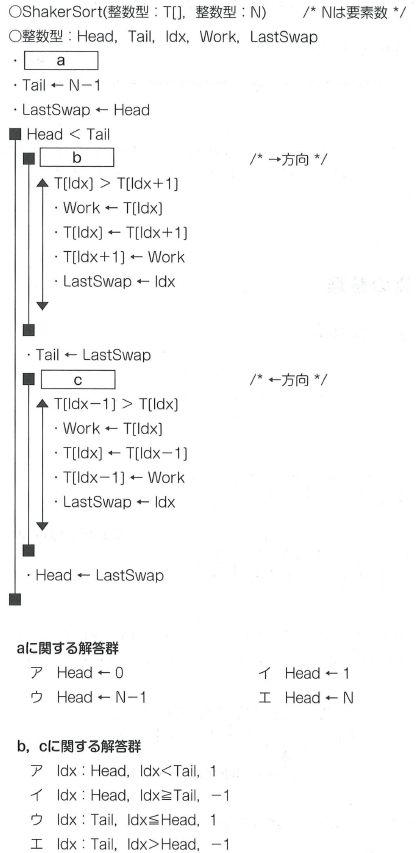 ○ShakerSort(整数型：T[], 整数型：N)　/* Nは要素数 */
○整数型：Head, Tail, Idx, Work, LastSwap
・ a
・Tail ← N−1
・LastSwap ← Head
■ Head < Tail
■ b　/* →方向 */
▲ T[Idx] > T[Idx+1]
・Work ← T[Idx]
・T[Idx] ← T[Idx+1]
・T[Idx+1] ← Work
・LastSwap ← Idx
▼
■
・Tail ← LastSwap
■ c　/* ←方向 */
▲ T[Idx−1] > T[Idx]
・Work ← T[Idx]
・T[Idx] ← T[Idx−1]
・T[Idx−1] ← Work
・LastSwap ← Idx
▼
■
・Head ← LastSwap
■
aに関する解答群
ア　Head ← 0　イ　Head ← 1
ウ　Head ← N−1　エ　Head ← N
b，cに関する解答群
ア　Idx：Head, Idx<Tail, 1
イ　Idx：Head, Idx≧Tail, −1
ウ　Idx：Tail, Idx≦Head, 1
エ　Idx：Tail, Idx>Head, −1